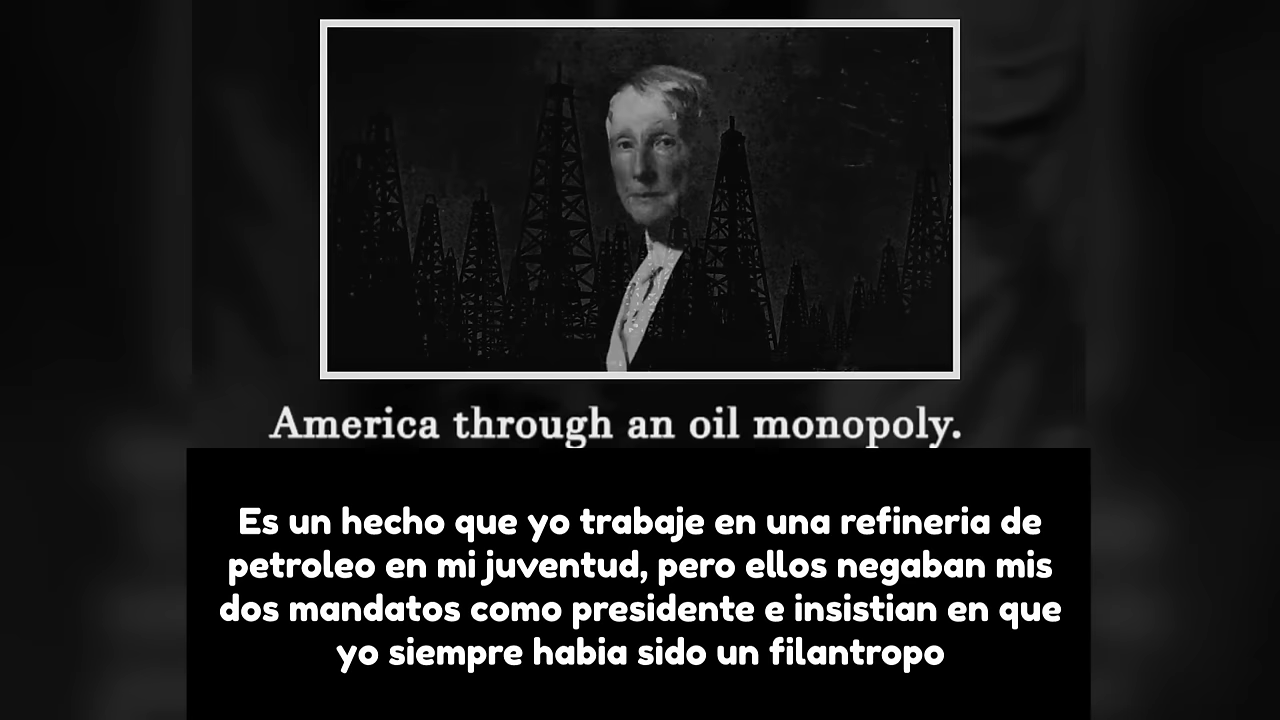 America through an oil monopoly.
Es un hecho que yo trabaje en una refineria de
petroleo en mi juventud, pero ellos negaban mis
dos mandatos como presidente e insistian en que
yo siempre habia sido un filantropo